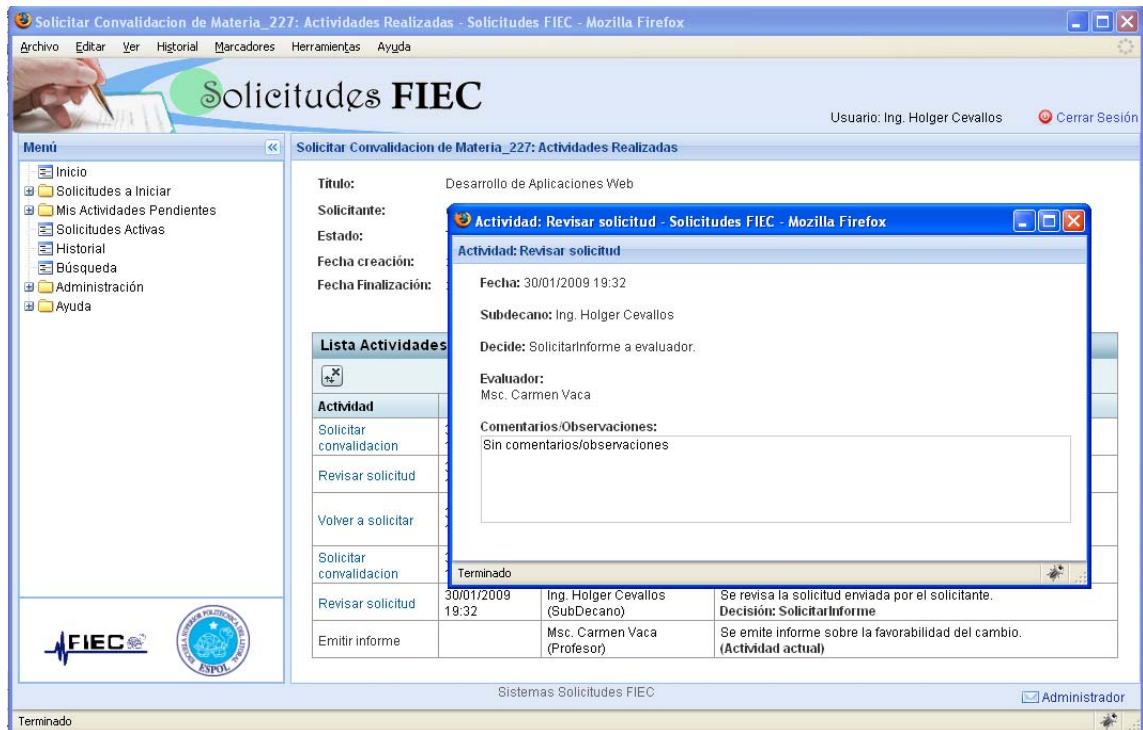 Solicitar Convalidacion de Materia_227: Actividades Realizadas - Solicitudes FIEC - Mozilla Firefox
Archivo Editar Ver Historial Marcadores Herramientas Ayuda
Solicitudes FIEC
Usuario: Ing. Holger Cevallos Cerrar Sesión
Menú
Inicio
Solicitudes a Iniciar
Mis Actividades Pendientes
Solicitudes Activas
Historial
Búsqueda
Administración
Ayuda
FIEC
ESPOL
Solicitar Convalidacion de Materia_227: Actividades Realizadas
Título: Desarrollo de Aplicaciones Web
Solicitante:
Estado:
Fecha creación:
Fecha Finalización:
Lista Actividades
Actividad
Solicitar
convalidacion
Revisar solicitud
Volver a solicitar
Solicitar
convalidacion
Revisar solicitud 30/01/2009 19:32 Ing. Holger Cevallos (SubDecano) Se revisa la solicitud enviada por el solicitante.
Decisión: SolicitarInforme
Emitir informe Msc. Carmen Vaca (Profesor) Se emite informe sobre la favorabilidad del cambio.
(Actividad actual)
Actividad: Revisar solicitud - Solicitudes FIEC - Mozilla Firefox
Actividad: Revisar solicitud
Fecha: 30/01/2009 19:32
Subdecano: Ing. Holger Cevallos
Decide: SolicitarInforme a evaluador.
Evaluador:
Msc. Carmen Vaca
Comentarios/Observaciones:
Sin comentarios/observaciones
Terminado
Sistemas Solicitudes FIEC
Administrador
Terminado